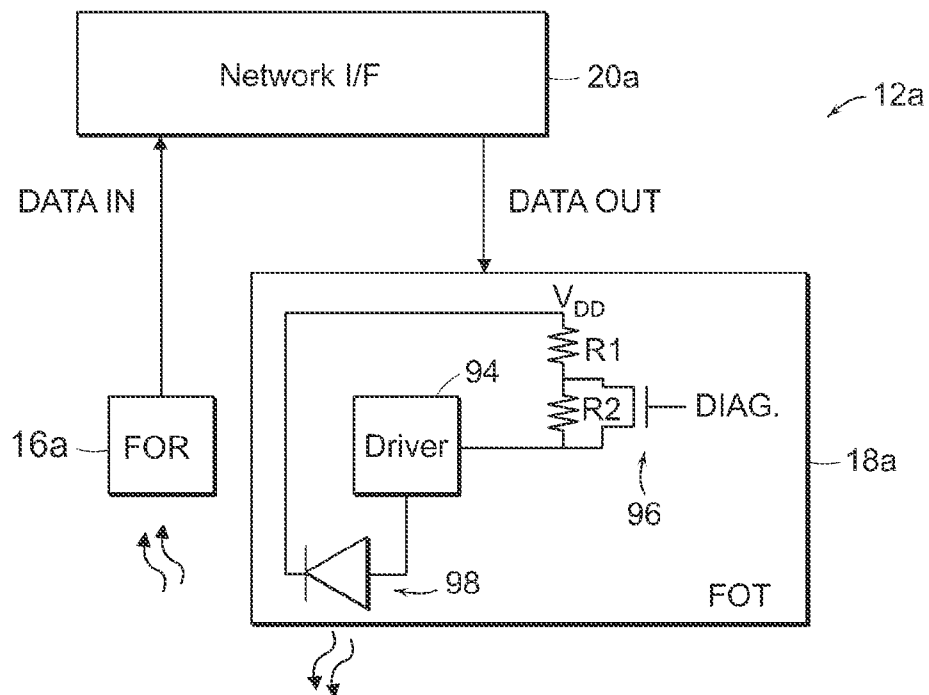 Network I/F
20a
12a
DATA IN
DATA OUT
VDD
R1
94
R2
DIAG.
16a
FOR
Driver
18a
96
98
FOT